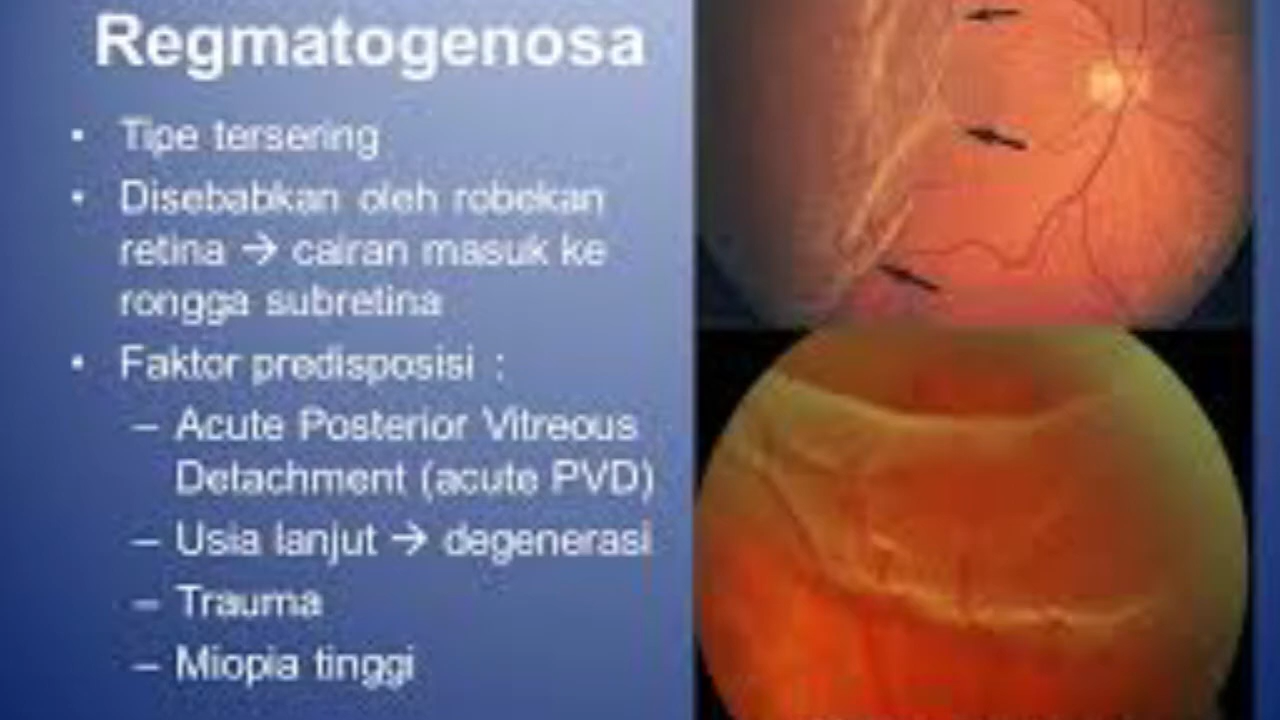 Regmatogenosa
• Tipe tersering
• Disebabkan oleh robekan
retina → cairan masuk ke
rongga subretina
• Faktor predisposisi :
– Acute Posterior Vitreous
Detachment (acute PVD)
– Usia lanjut → degenerasi
– Trauma
– Miopia tinggi